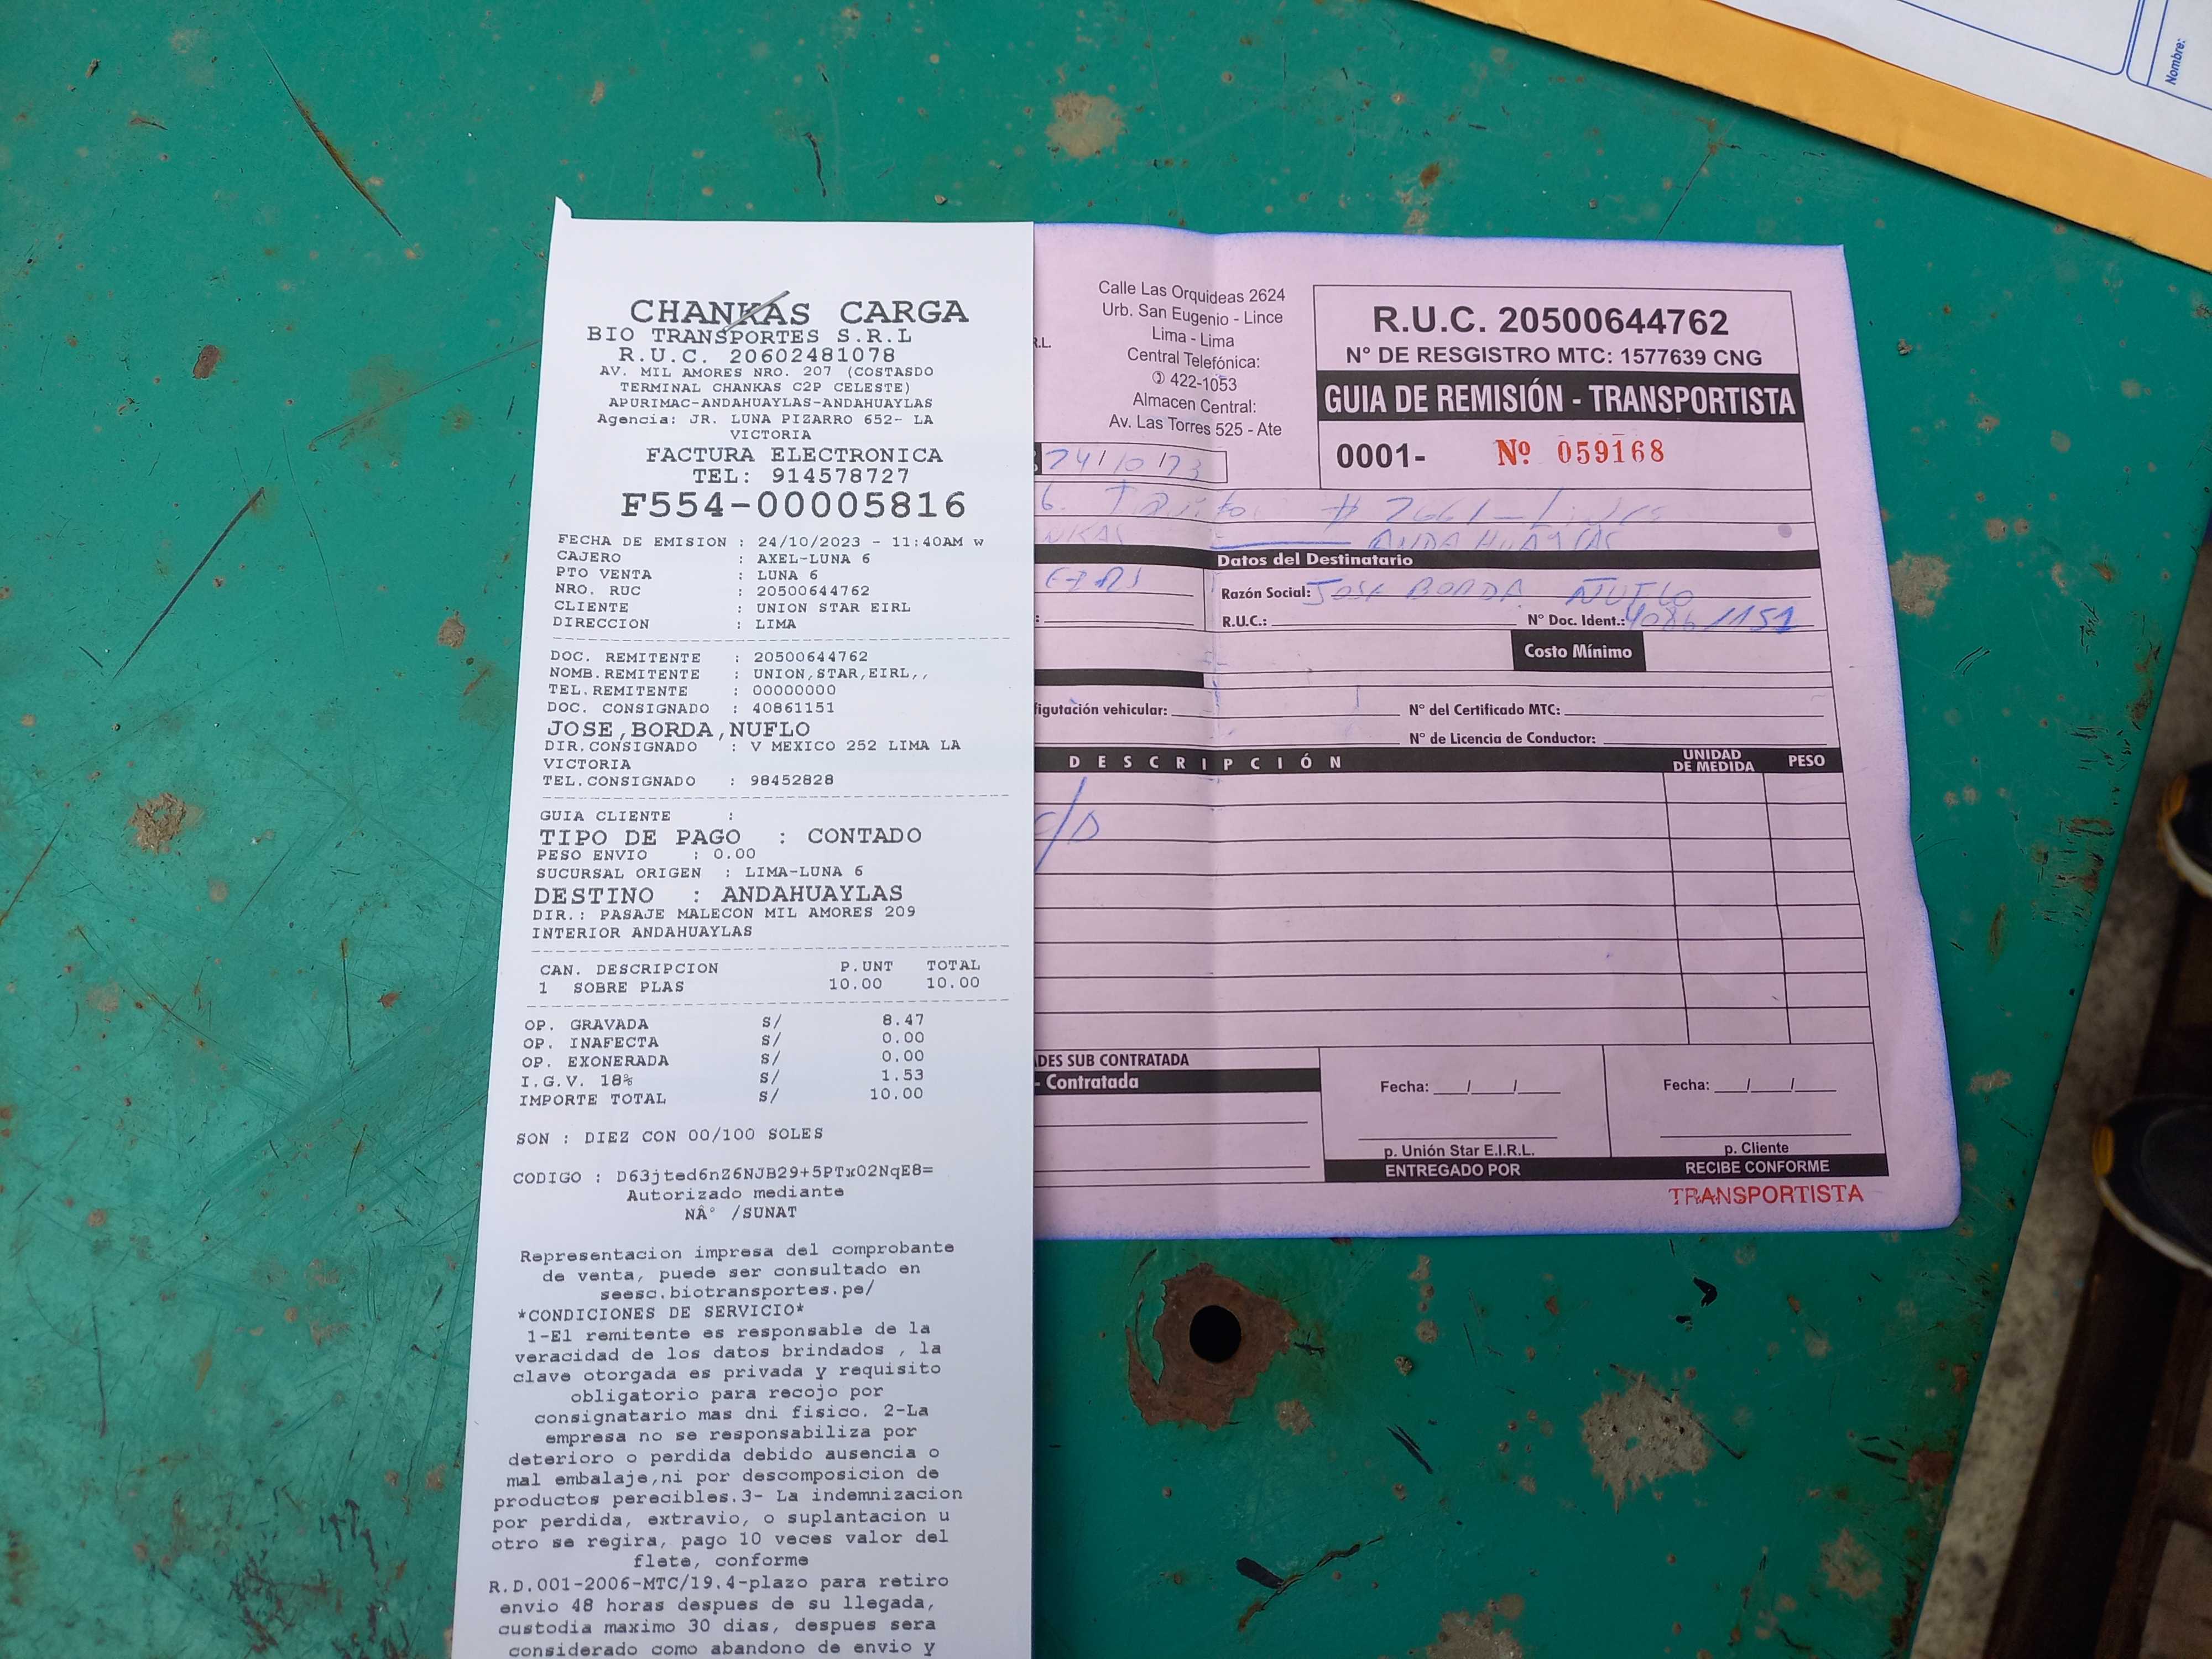 CHANKAS CARGA
BIO TRANSPORTES S.R.L
R.U.C. 20602481078
AV. MIL AMORES NRO. 207 (COSTASDO
TERMINAL CHANKAS C2P CELESTE)
APURIMAC-ANDAHUAYLAS-ANDAHUAYLAS
Agencia: JR. LUNA PIZARRO 652- LA
VICTORIA
FACTURA ELECTRONICA
TEL: 914578727
F554-00005816
FECHA DE EMISION : 24/10/2023 - 11:40AM w
CAJERO : AXEL-LUNA 6
PTO VENTA : LUNA 6
NRO. RUC : 20500644762
CLIENTE : UNION STAR EIRL
DIRECCION : LIMA
DOC. REMITENTE : 20500644762
NOMB.REMITENTE : UNION,STAR,EIRL,,
TEL.REMITENTE : 00000000
DOC. CONSIGNADO : 40861151
JOSE,BORDA,NUFLO
DIR.CONSIGNADO : V MEXICO 252 LIMA LA
VICTORIA
TEL.CONSIGNADO : 98452828
GUIA CLIENTE :
TIPO DE PAGO : CONTADO
PESO ENVIO : 0.00
SUCURSAL ORIGEN : LIMA-LUNA 6
DESTINO : ANDAHUAYLAS
DIR.: PASAJE MALECON MIL AMORES 209
INTERIOR ANDAHUAYLAS
CAN. DESCRIPCION P.UNT TOTAL
1 SOBRE PLAS 10.00 10.00
OP. GRAVADA S/ 8.47
OP. INAFECTA S/ 0.00
OP. EXONERADA S/ 0.00
I.G.V. 18% S/ 1.53
IMPORTE TOTAL S/ 10.00
SON : DIEZ CON 00/100 SOLES
CODIGO : D63jted6nZ6NJB29+5PTxO2NqE8=
Autorizado mediante
NÂ° /SUNAT
Representacion impresa del comprobante
de venta, puede ser consultado en
seesc.biotransportes.pe/
*CONDICIONES DE SERVICIO*
1-El remitente es responsable de la
veracidad de los datos brindados , la
clave otorgada es privada y requisito
obligatorio para recojo por
consignatario mas dni fisico. 2-La
empresa no se responsabiliza por
deterioro o perdida debido ausencia o
mal embalaje,ni por descomposicion de
productos perecibles.3- La indemnizacion
por perdida, extravio, o suplantacion u
otro se regira, pago 10 veces valor del
flete, conforme
R.D.001-2006-MTC/19.4-plazo para retiro
envio 48 horas despues de su llegada,
custodia maximo 30 dias, despues sera
considerado como abandono de envio y
R.L.
Calle Las Orquideas 2624
Urb. San Eugenio - Lince
Lima - Lima
Central Telefónica:
422-1053
Almacen Central:
Av. Las Torres 525 - Ate
R.U.C. 20500644762
N° DE RESGISTRO MTC: 1577639 CNG
GUIA DE REMISIÓN - TRANSPORTISTA
0001- Nº 059168
24/10/23
# 2661-
ANDAHUAYLAS
Datos del Destinatario
Razón Social: JOSE BORDA NUFLO
R.U.C.: N° Doc. Ident.: 40861151
Costo Mínimo
figutación vehicular: N° del Certificado MTC:
N° de Licencia de Conductor:
DESCRIPCIÓN UNIDAD DE MEDIDA PESO
C/D
DES SUB CONTRATADA
- Contratada
Fecha: __/__/__ Fecha: __/__/__
p. Unión Star E.I.R.L. p. Cliente
ENTREGADO POR RECIBE CONFORME
TRANSPORTISTA
Nombre: